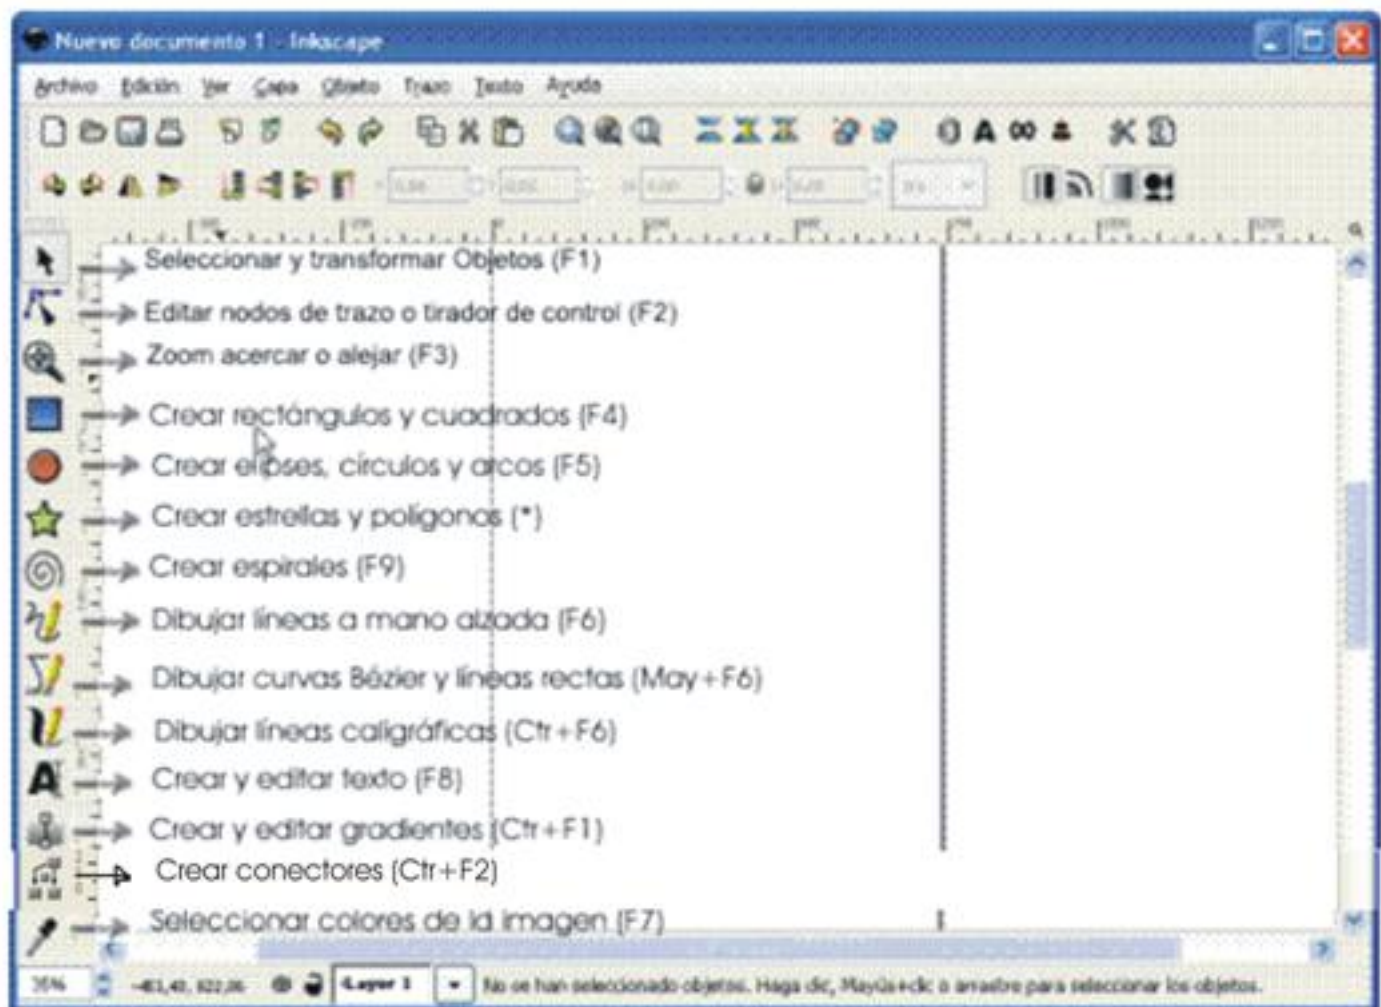 Nuevo documento 1 - Inkscape
Archivo Edición Ver Capa Objeto Trazo Texto Ayuda
Seleccionar y transformar Objetos (F1)
Editar nodos de trazo o tirador de control (F2)
Zoom acercar o alejar (F3)
Crear rectángulos y cuadrados (F4)
Crear elipses, círculos y arcos (F5)
Crear estrellas y polígonos (*)
Crear espirales (F9)
Dibujar líneas a mano alzada (F6)
Dibujar curvas Bézier y líneas rectas (May+F6)
Dibujar líneas caligráficas (Ctr+F6)
Crear y editar texto (F8)
Crear y editar gradientes (Ctr+F1)
Crear conectores (Ctr+F2)
Seleccionar colores de la imagen (F7)
35% Layer 1 No se han seleccionado objetos. Haga clic, Mayús+clic o arrastre para seleccionar los objetos.